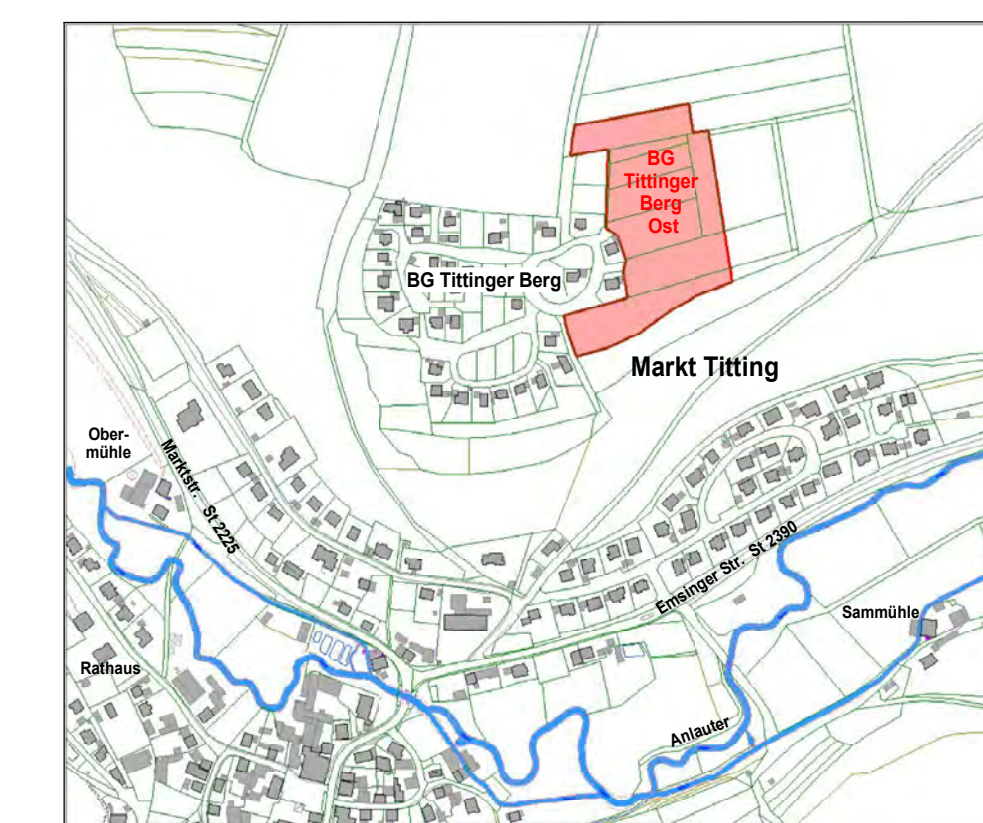 BG
Tittinger
Berg
Ost
BG Tittinger Berg
Markt Titting
Ober-
mühle
Marktstr. St 2225
Emsinger Str. St 2390
Sammühle
Rathaus
Anlauter